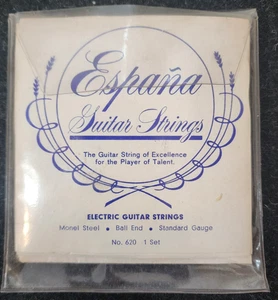 España
Guitar Strings
The Guitar String of Excellence
for the Player of Talent.
ELECTRIC GUITAR STRINGS
Monel Steel • Ball End • Standard Gauge
No. 620 1 Set